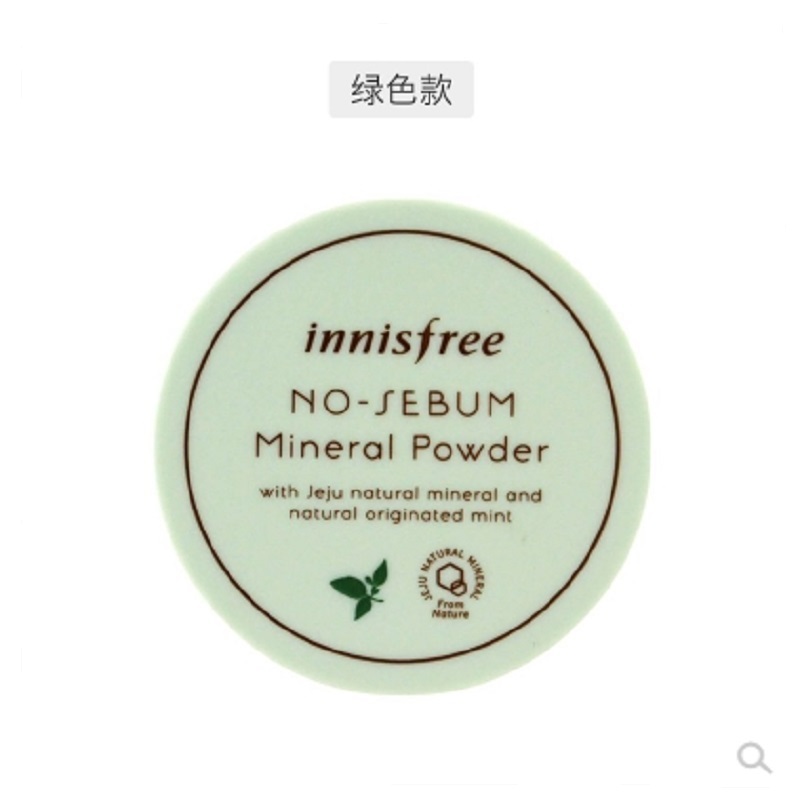 绿色款
innisfree
NO-SEBUM
Mineral Powder
with Jeju natural mineral and
natural originated mint
JEJU NATURAL MINERAL
From
Nature